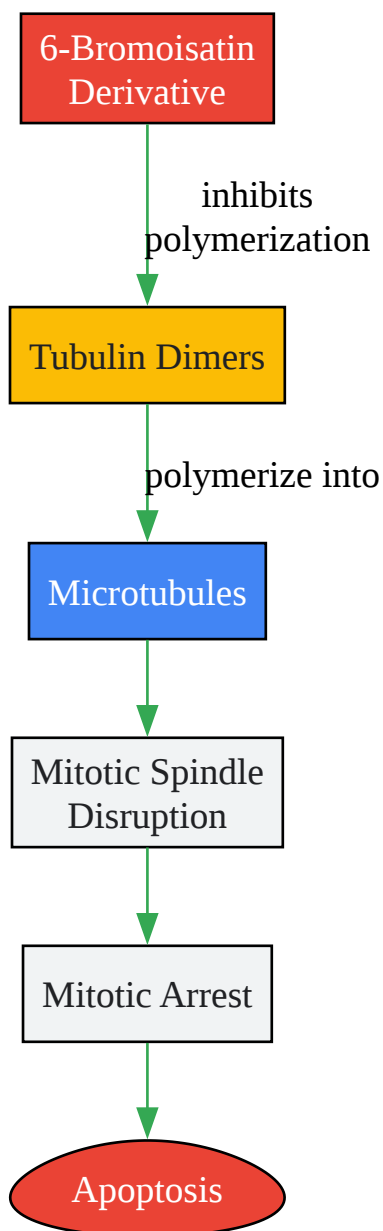 6-Bromoisatin
Derivative
inhibits
polymerization
Tubulin Dimers
polymerize into
Microtubules
Mitotic Spindle
Disruption
Mitotic Arrest
Apoptosis